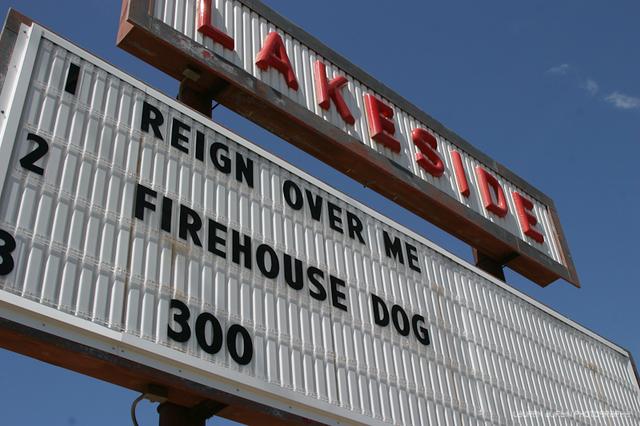 LAKESIDE
1 REIGN OVER ME
2 FIREHOUSE DOG
3 300